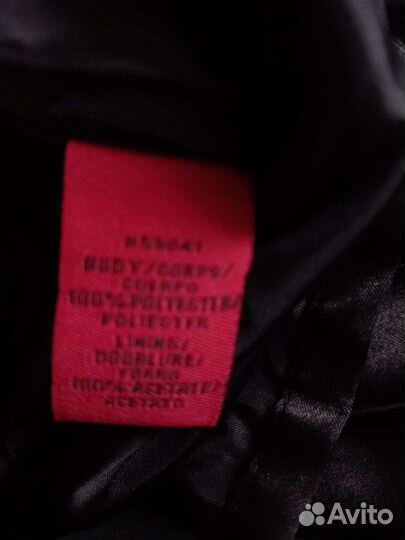 BODY/CORPS/
CUERPO
100% POLYESTER/
POLIESTER
LINING/
DOUBLURE/
FORRO
100% ACETATE/
ACETATO
Avito